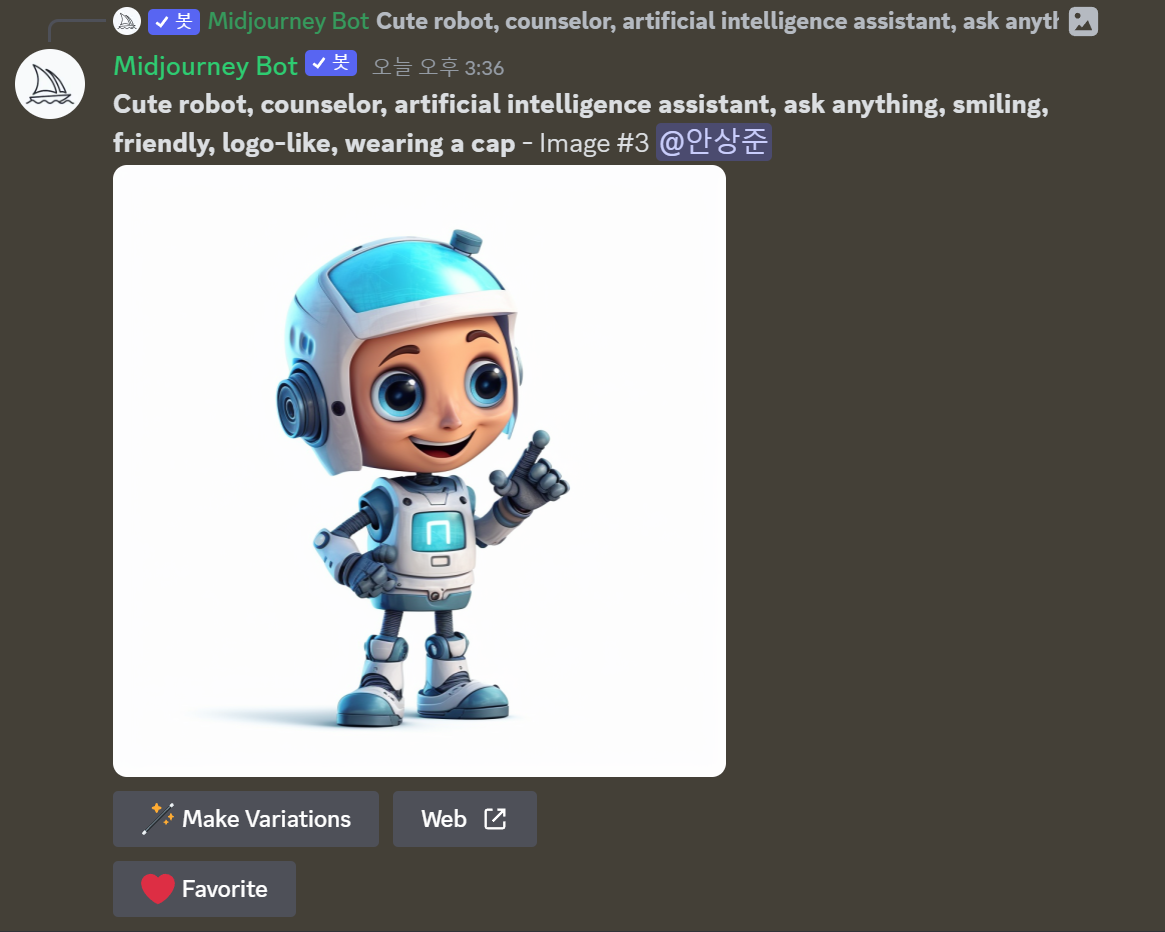 봇 Midjourney Bot Cute robot, counselor, artificial intelligence assistant, ask anyth
Midjourney Bot 봇 오늘 오후 3:36
Cute robot, counselor, artificial intelligence assistant, ask anything, smiling,
friendly, logo-like, wearing a cap - Image #3 @안상준
Make Variations Web
Favorite